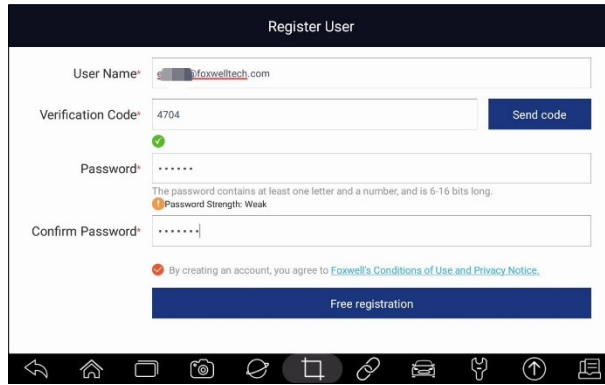 Register User
User Name*
@foxwelltech.com
Verification Code* 4704 Send code
Password* ······
The password contains at least one letter and a number, and is 6-16 bits long.
Password Strength: Weak
Confirm Password* ·······
By creating an account, you agree to Foxwell's Conditions of Use and Privacy Notice.
Free registration